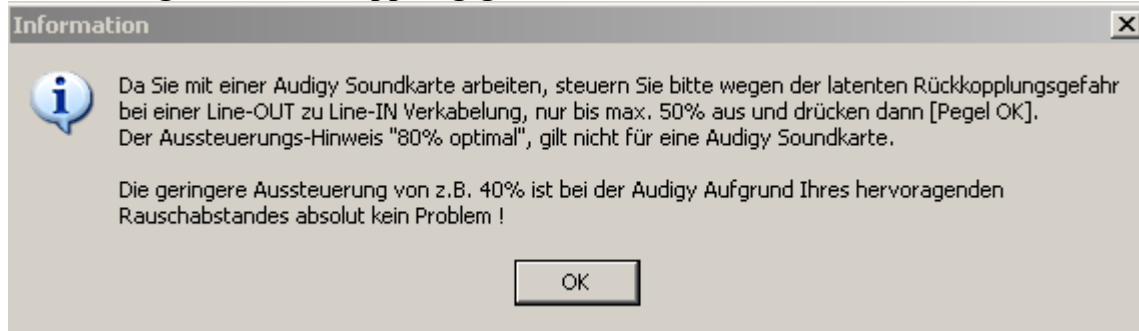 Information
Da Sie mit einer Audigy Soundkarte arbeiten, steuern Sie bitte wegen der latenten Rückkopplungsgefahr
bei einer Line-OUT zu Line-IN Verkabelung, nur bis max. 50% aus und drücken dann [Pegel OK].
Der Aussteuerungs-Hinweis "80% optimal", gilt nicht für eine Audigy Soundkarte.
Die geringere Aussteuerung von z.B. 40% ist bei der Audigy Aufgrund Ihres hervoragenden
Rauschabstandes absolut kein Problem !
OK